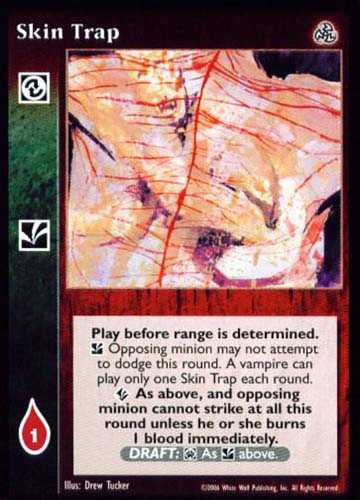 Skin Trap
Play before range is determined.
Opposing minion may not attempt
to dodge this round. A vampire can
play only one Skin Trap each round.
As above, and opposing
minion cannot strike at all this
round unless he or she burns
1 blood immediately.
DRAFT: As above.
1
Illus: Drew Tucker
©2006 White Wolf Publishing, Inc. All Rights Reserved.